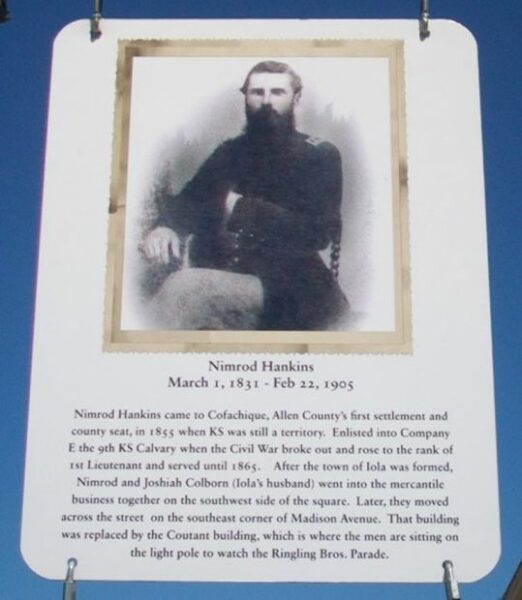 Nimrod Hankins
March 1, 1831 - Feb 22, 1905
Nimrod Hankins came to Cofachique, Allen County's first settlement and
county seat, in 1855 when KS was still a territory. Enlisted into Company
E the 9th KS Calvary when the Civil War broke out and rose to the rank of
1st Lieutenant and served until 1865. After the town of Iola was formed,
Nimrod and Joshiah Colborn (Iola's husband) went into the mercantile
business together on the southwest side of the square. Later, they moved
across the street on the southeast corner of Madison Avenue. That building
was replaced by the Coutant building, which is where the men are sitting on
the light pole to watch the Ringling Bros. Parade.